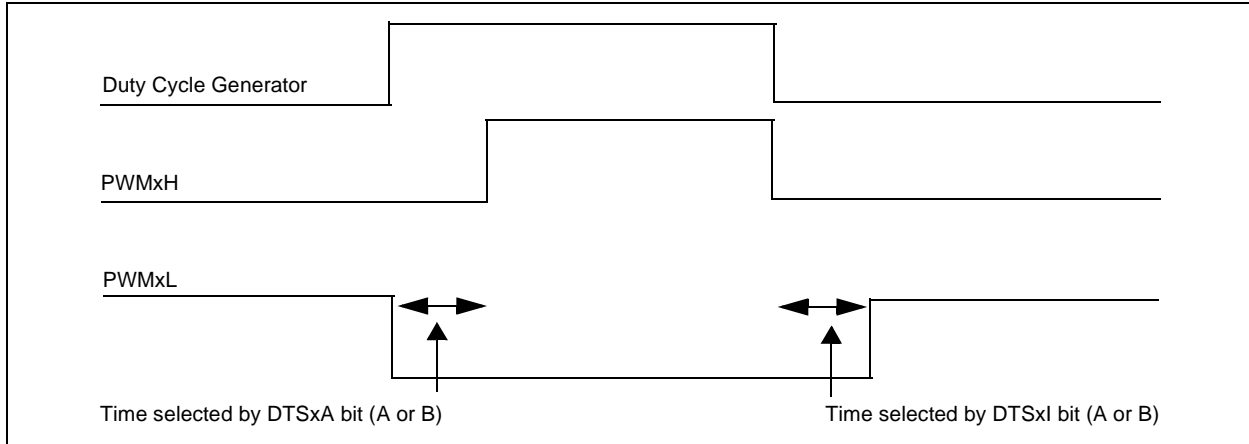 Duty Cycle Generator
PWMxH
PWMxL
Time selected by DTSxA bit (A or B)
Time selected by DTSxI bit (A or B)